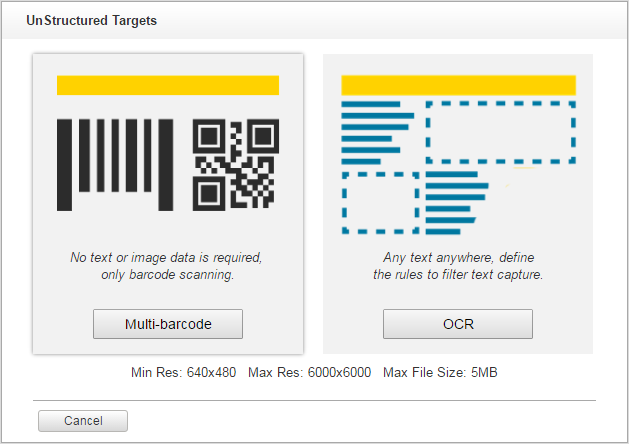 UnStructured Targets
No text or image data is required,
only barcode scanning.
Multi-barcode
Any text anywhere, define
the rules to filter text capture.
OCR
Min Res: 640x480 Max Res: 6000x6000 Max File Size: 5MB
Cancel